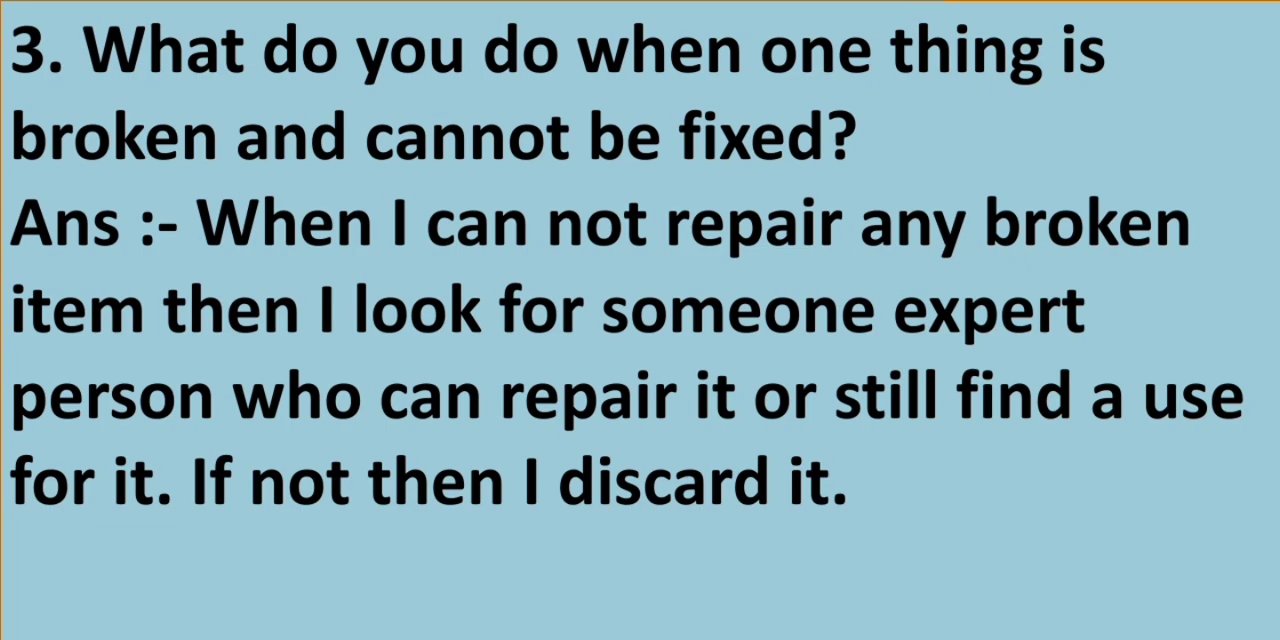 3. What do you do when one thing is
broken and cannot be fixed?
Ans :- When I can not repair any broken
item then I look for someone expert
person who can repair it or still find a use
for it. If not then I discard it.